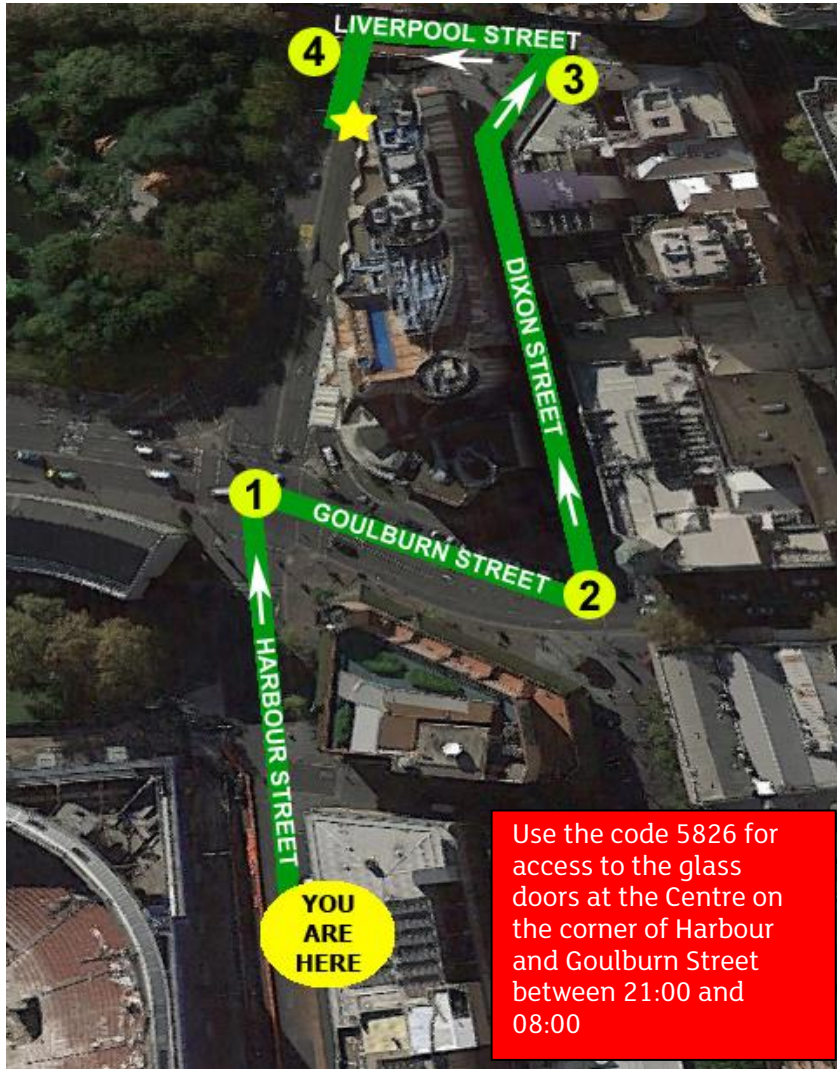 LIVERPOOL STREET
4
3
DIXON STREET
1
GOULBURN STREET
2
HARBOUR STREET
YOU
ARE
HERE
Use the code 5826 for
access to the glass
doors at the Centre on
the corner of Harbour
and Goulburn Street
between 21:00 and
08:00